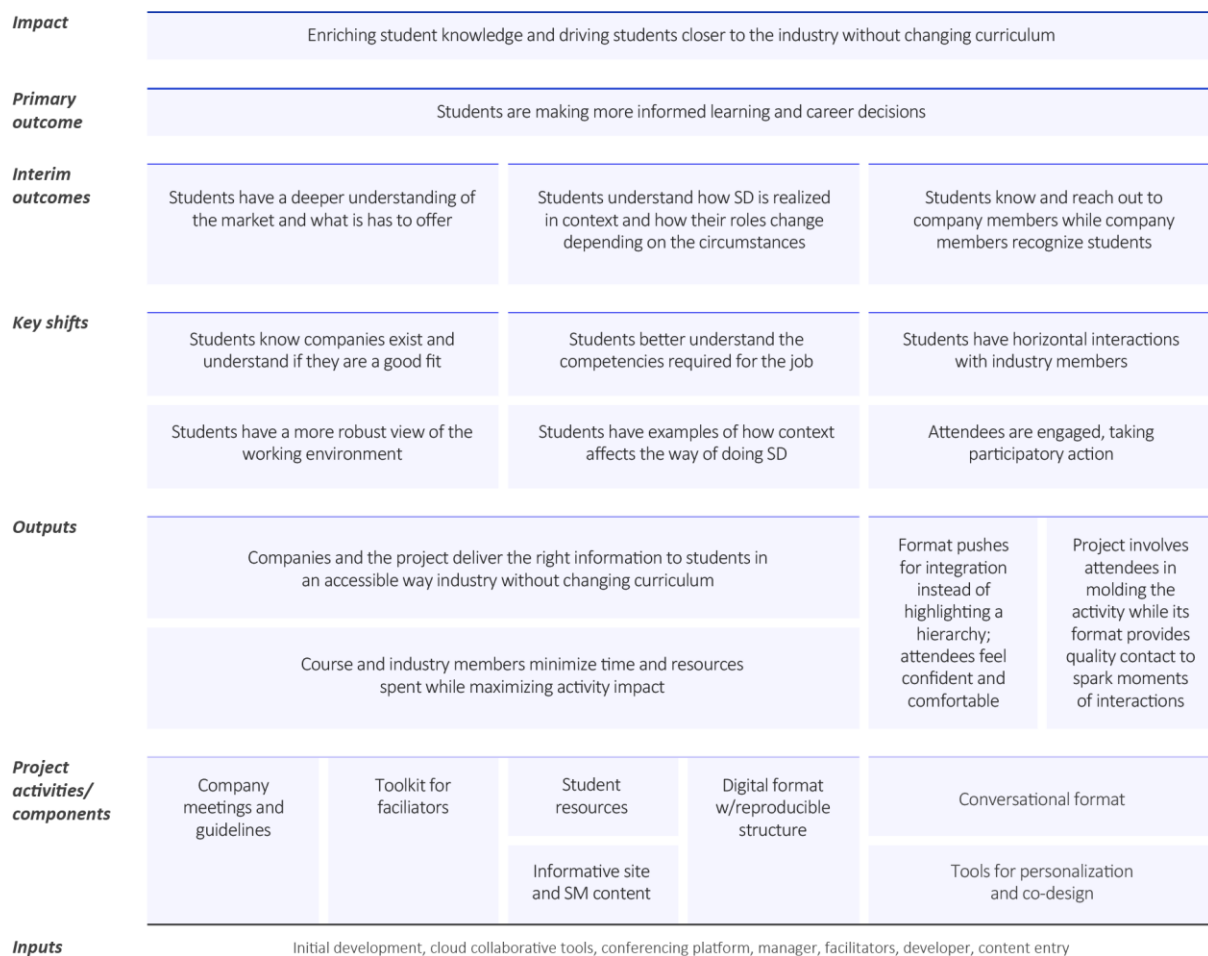 Impact
Enriching student knowledge and driving students closer to the industry without changing curriculum
Primary
outcome
Students are making more informed learning and career decisions
Interim
outcomes
Students have a deeper understanding of
the market and what is has to offer
Students understand how SD is realized
in context and how their roles change
depending on the circumstances
Students know and reach out to
company members while company
members recognize students
Key shifts
Students know companies exist and
understand if they are a good fit
Students better understand the
competencies required for the job
Students have horizontal interactions
with industry members
Students have a more robust view of the
working environment
Students have examples of how context
affects the way of doing SD
Attendees are engaged, taking
participatory action
Outputs
Companies and the project deliver the right information to students in
an accessible way industry without changing curriculum
Course and industry members minimize time and resources
spent while maximizing activity impact
Format pushes
for integration
instead of
highlighting a
hierarchy;
attendees feel
confident and
comfortable
Project involves
attendees in
molding the
activity while its
format provides
quality contact to
spark moments
of interactions
Project
activities/
components
Company
meetings and
guidelines
Toolkit for
faciliators
Student
resources
Informative site
and SM content
Digital format
w/reproducible
structure
Conversational format
Tools for personalization
and co-design
Inputs
Initial development, cloud collaborative tools, conferencing platform, manager, facilitators, developer, content entry